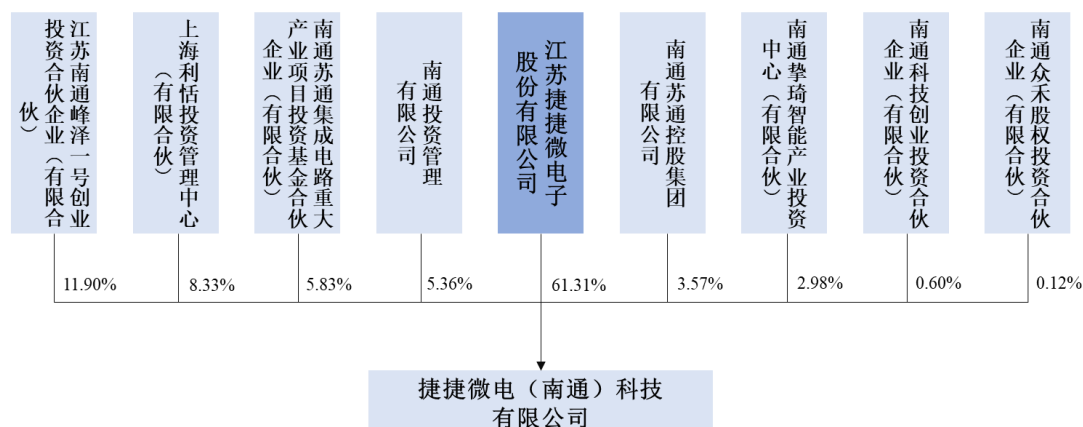 江苏南通峰泽一号创业
投资合伙企业（有限合
伙）
上海利恬投资管理中心
（有限合伙）
南通苏通集成电路重大
产业项目投资基金合伙
企业（有限合伙）
南通投资管理
有限公司
江苏捷捷微电子
股份有限公司
南通苏通控股集团
有限公司
南通挚琦智能产业投资
中心（有限合伙）
南通科技创业投资合伙
企业（有限合伙）
南通众禾股权投资合伙
企业（有限合伙）
11.90%
8.33%
5.83%
5.36%
61.31%
3.57%
2.98%
0.60%
0.12%
捷捷微电（南通）科技
有限公司